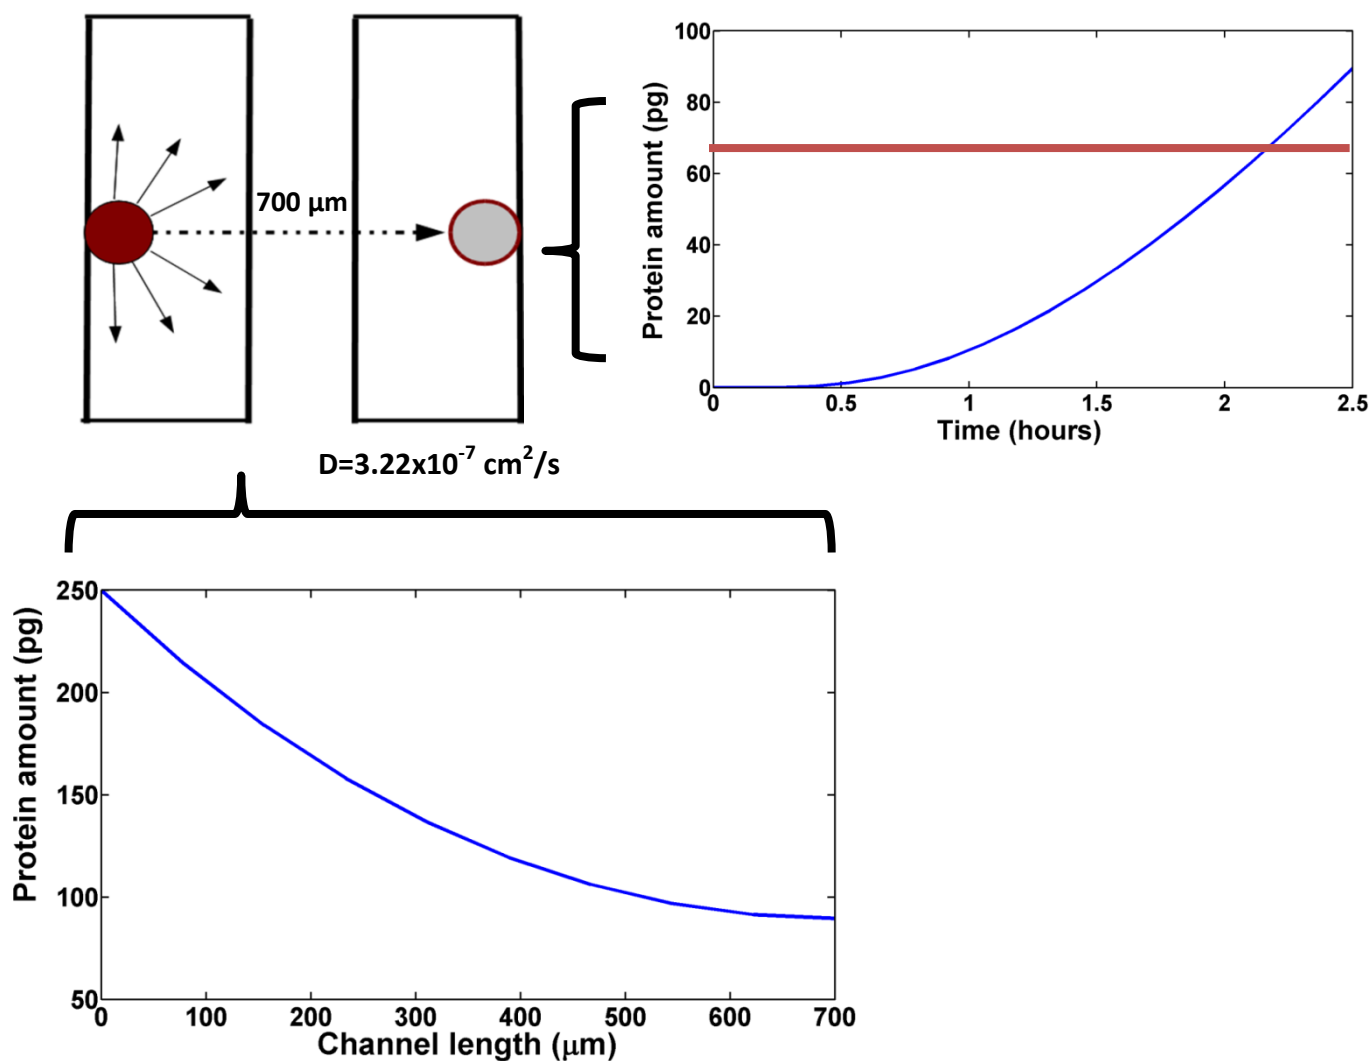 700 µm
D=3.22x10⁻⁷ cm²/s
Protein amount (pg)
100
80
60
40
20
0
0 0.5 1 1.5 2 2.5
Time (hours)
Protein amount (pg)
250
200
150
100
50
0 100 200 300 400 500 600 700
Channel length (µm)